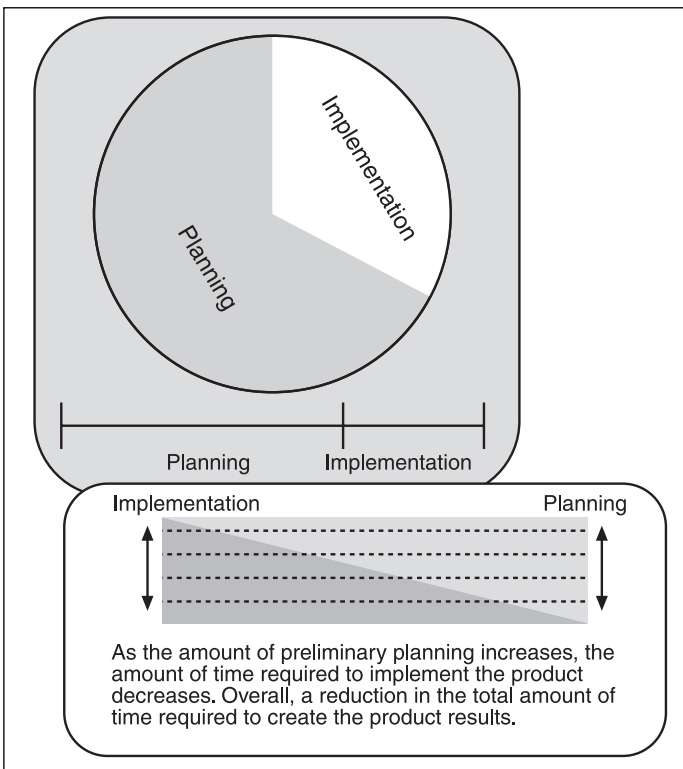 Implementation
Planning
Planning Implementation
Implementation Planning
As the amount of preliminary planning increases, the
amount of time required to implement the product
decreases. Overall, a reduction in the total amount of
time required to create the product results.